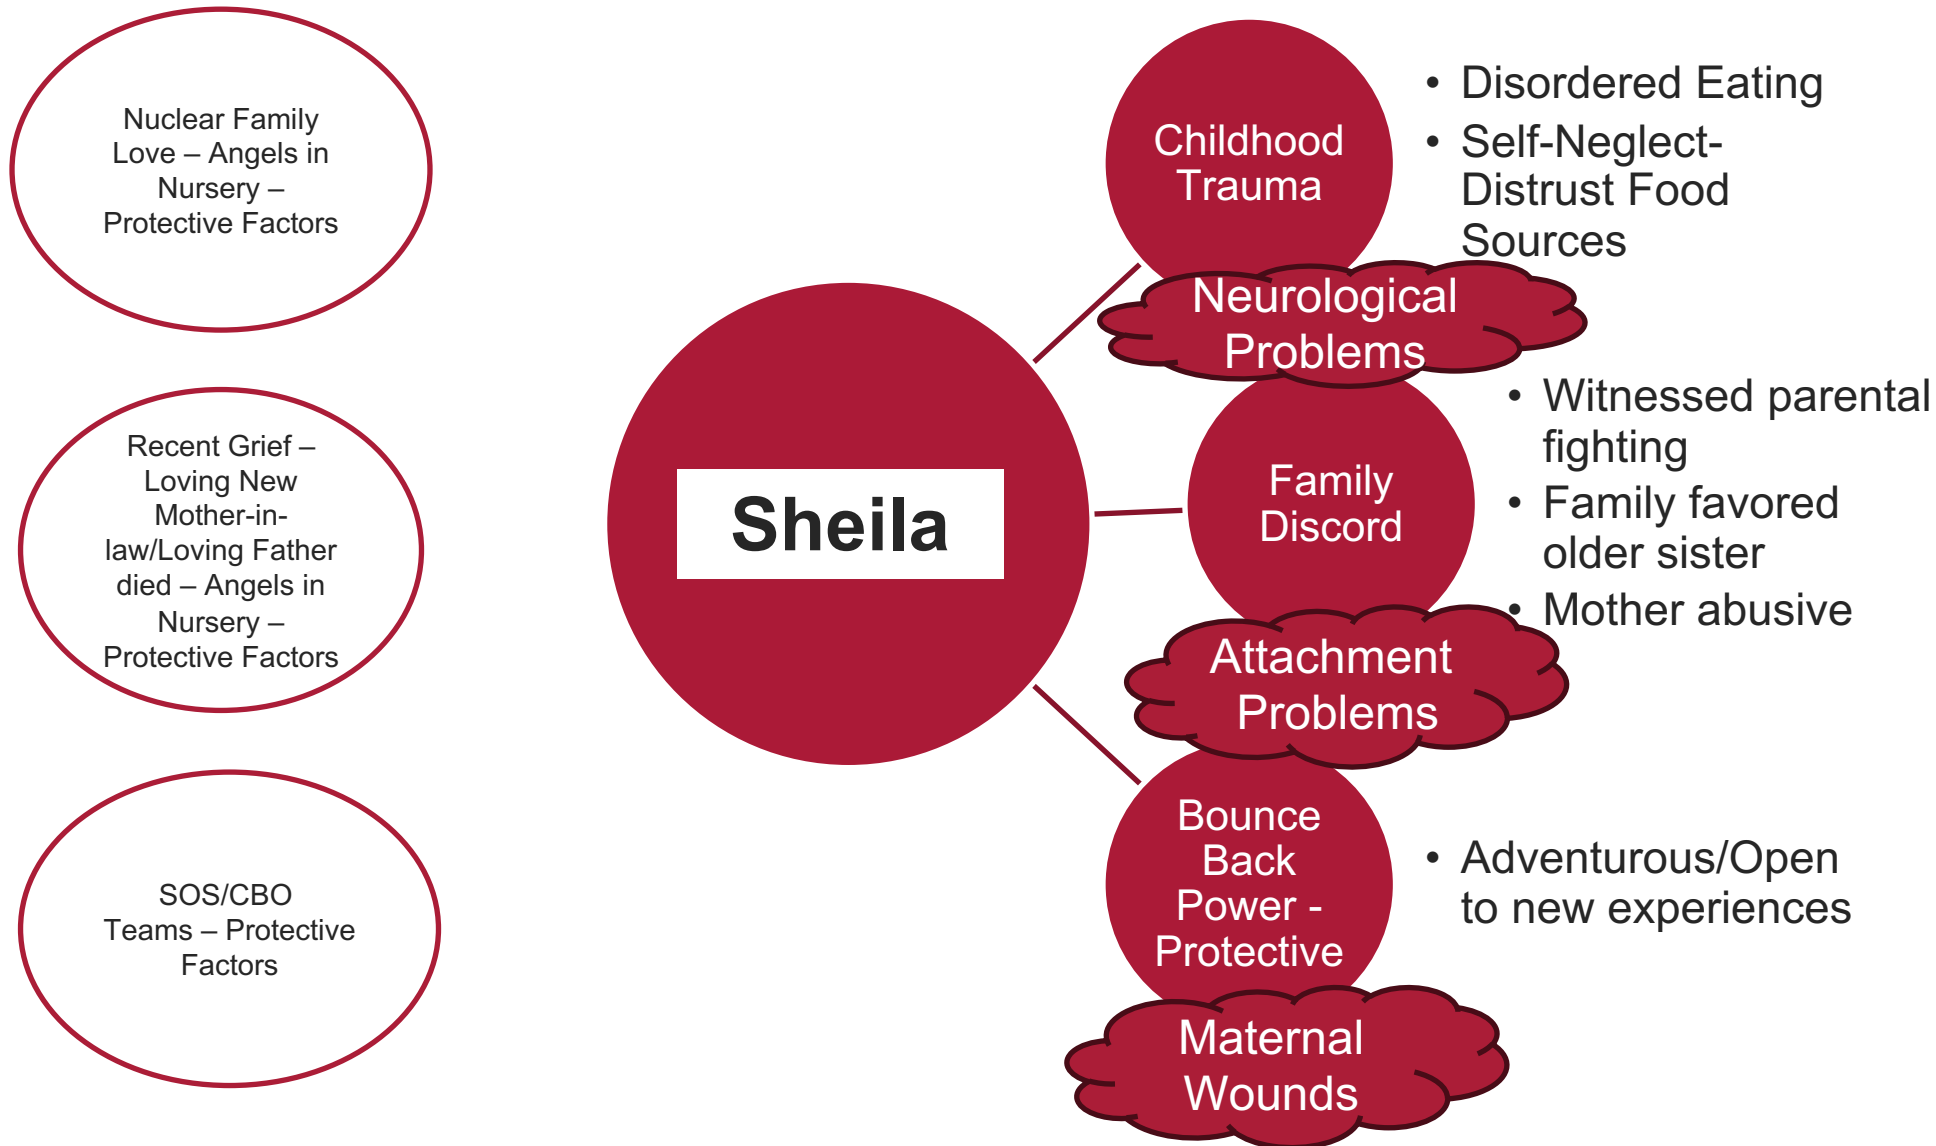 Nuclear Family
Love – Angels in
Nursery –
Protective Factors
Recent Grief –
Loving New
Mother-in-
law/Loving Father
died – Angels in
Nursery –
Protective Factors
SOS/CBO
Teams – Protective
Factors
Sheila
Childhood
Trauma
• Disordered Eating
• Self-Neglect-
Distrust Food
Sources
Neurological
Problems
Family
Discord
• Witnessed parental
fighting
• Family favored
older sister
• Mother abusive
Attachment
Problems
Bounce
Back
Power -
Protective
• Adventurous/Open
to new experiences
Maternal
Wounds